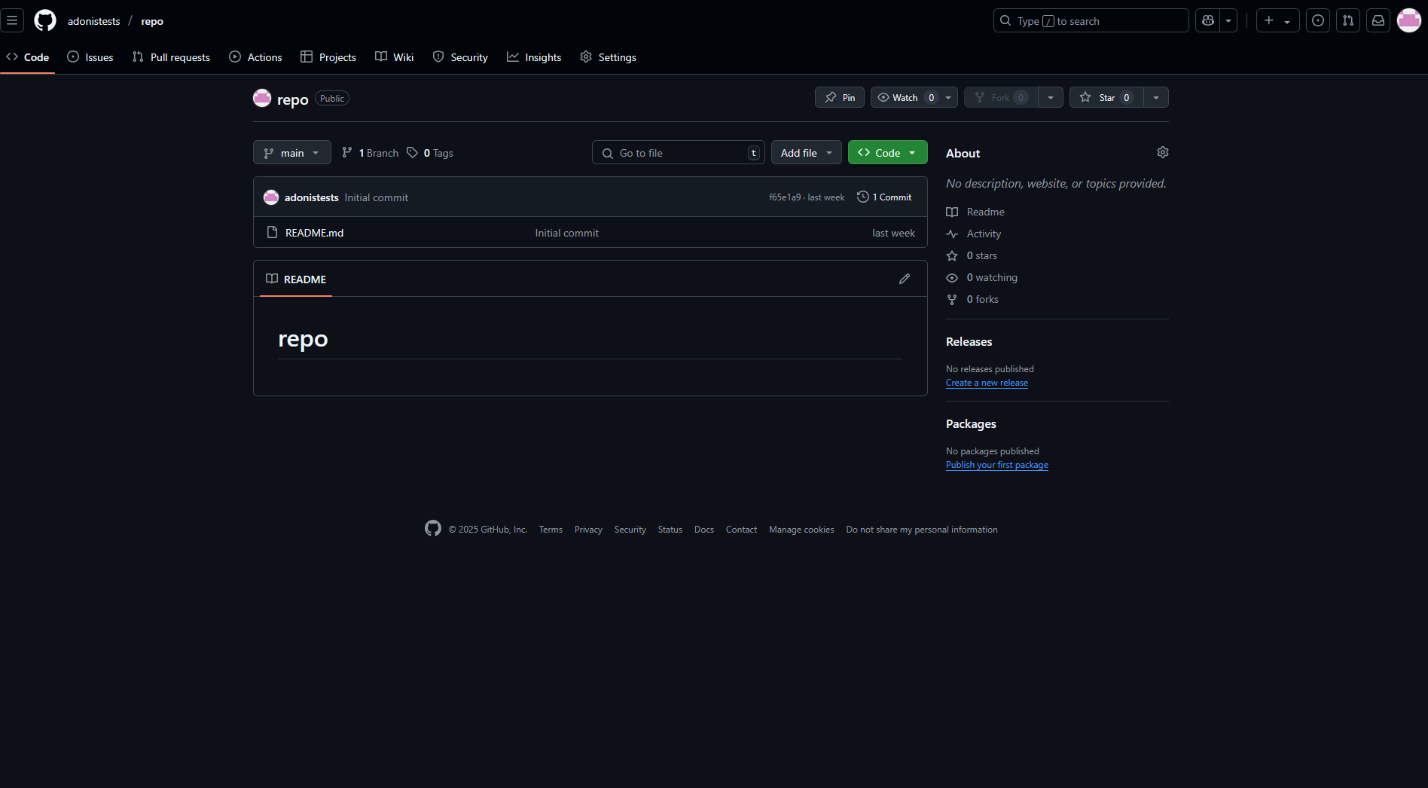 adonistests / repo
Type / to search
Code Issues Pull requests Actions Projects Wiki Security Insights Settings
repo Public
Pin Watch 0 Fork 0 Star 0
main 1 Branch 0 Tags Go to file t Add file Code
adonistests Initial commit f65e1a9 · last week 1 Commit
README.md Initial commit last week
README
repo
About
No description, website, or topics provided.
Readme
Activity
0 stars
0 watching
0 forks
Releases
No releases published
Create a new release
Packages
No packages published
Publish your first package
© 2025 GitHub, Inc. Terms Privacy Security Status Docs Contact Manage cookies Do not share my personal information